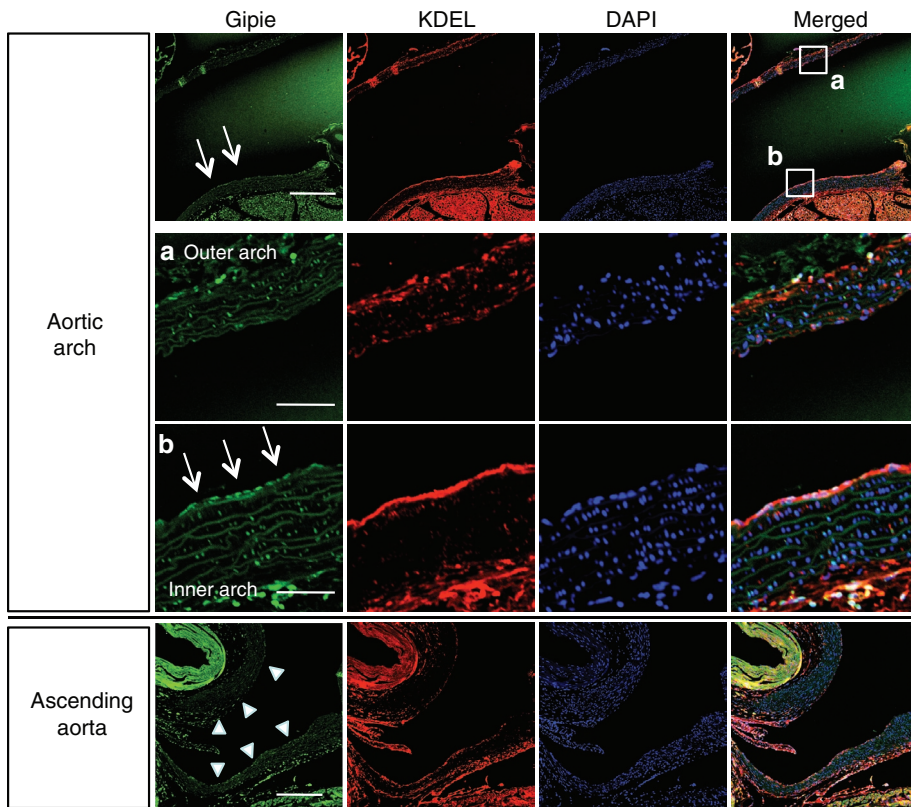 Gipie KDEL DAPI Merged
Aortic
arch
a
b
a Outer arch
b
Inner arch
Ascending
aorta